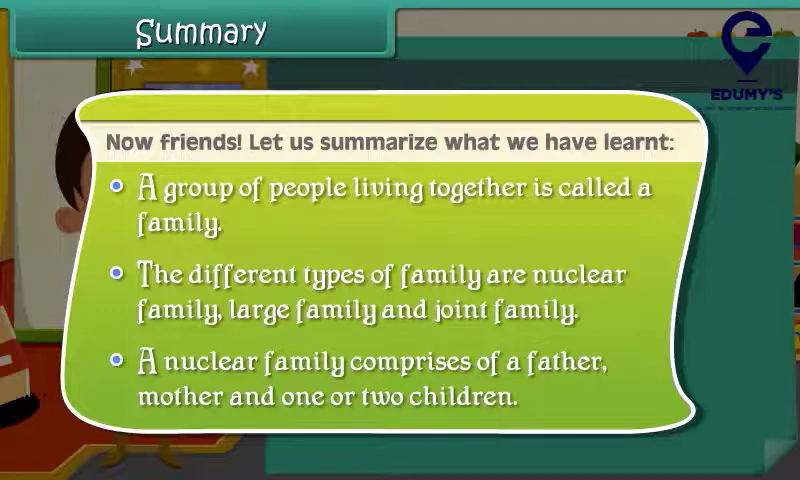 Summary
EDUMY'S
Now friends! Let us summarize what we have learnt:
A group of people living together is called a
family.
The different types of family are nuclear
family, large family and joint family.
A nuclear family comprises of a father,
mother and one or two children.